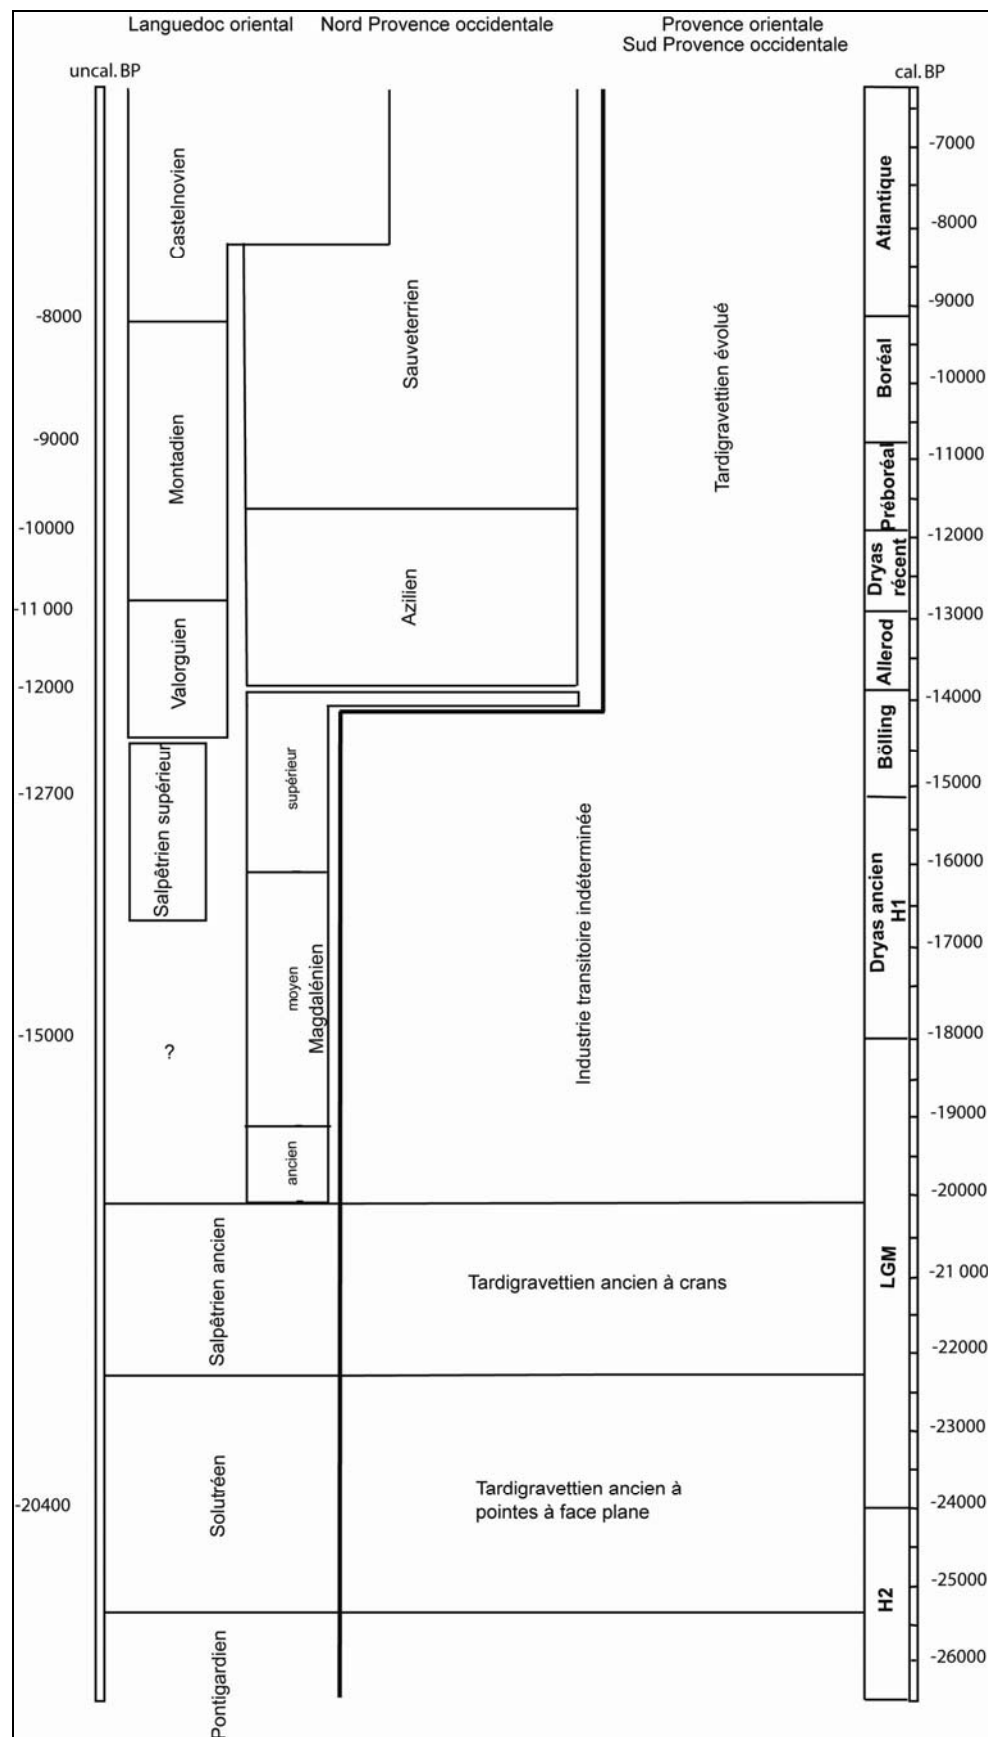 Languedoc oriental
Nord Provence occidentale
Provence orientale
Sud Provence occidentale
uncal. BP
cal. BP
-8000
-9000
-10000
-11 000
-12000
-12700
-15000
-20400
Castelnovien
Montadien
Valorguien
Salpêtrien supérieur
?
Salpêtrien ancien
Solutréen
Pontigardien
Sauveterrien
Azilien
supérieur
moyen
Magdalénien
ancien
Tardigravettien évolué
Industrie transitoire indéterminée
Tardigravettien ancien à crans
Tardigravettien ancien à
pointes à face plane
Atlantique
Boréal
Préboréal
Dryas
récent
Allerod
Bölling
Dryas ancien
H1
LGM
H2
-7000
-8000
-9000
-10000
-11000
-12000
-13000
-14000
-15000
-16000
-17000
-18000
-19000
-20000
-21 000
-22000
-23000
-24000
-25000
-26000